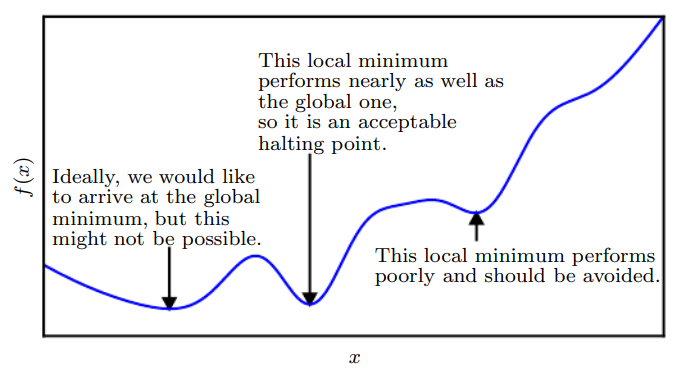 This local minimum
performs nearly as well as
the global one,
so it is an acceptable
halting point.
Ideally, we would like
to arrive at the global
minimum, but this
might not be possible.
This local minimum performs
poorly and should be avoided.
f(x)
x